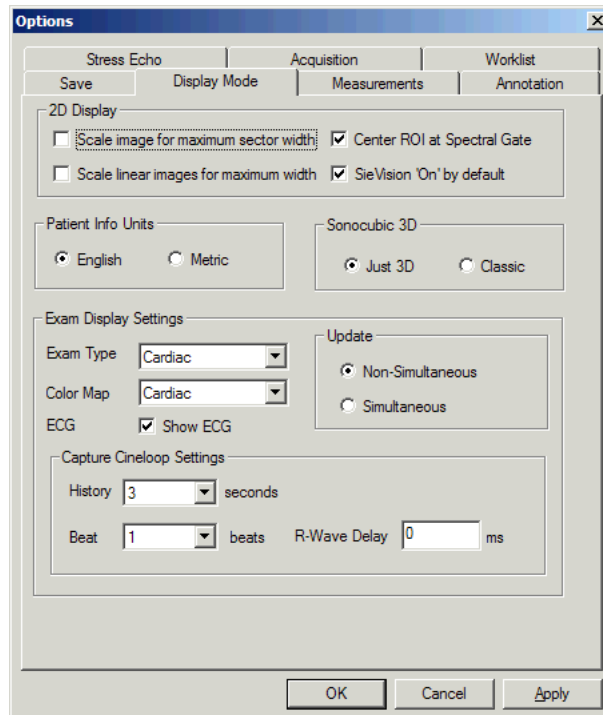 Options
Stress Echo Acquisition Worklist
Save Display Mode Measurements Annotation
2D Display
Scale image for maximum sector width Center ROI at Spectral Gate
Scale linear images for maximum width SieVision 'On' by default
Patient Info Units Sonocubic 3D
English Metric Just 3D Classic
Exam Display Settings
Update
Exam Type Cardiac
Non-Simultaneous
Color Map Cardiac
Simultaneous
ECG Show ECG
Capture Cineloop Settings
History 3 seconds
Beat 1 beats R-Wave Delay 0 ms
OK Cancel Apply